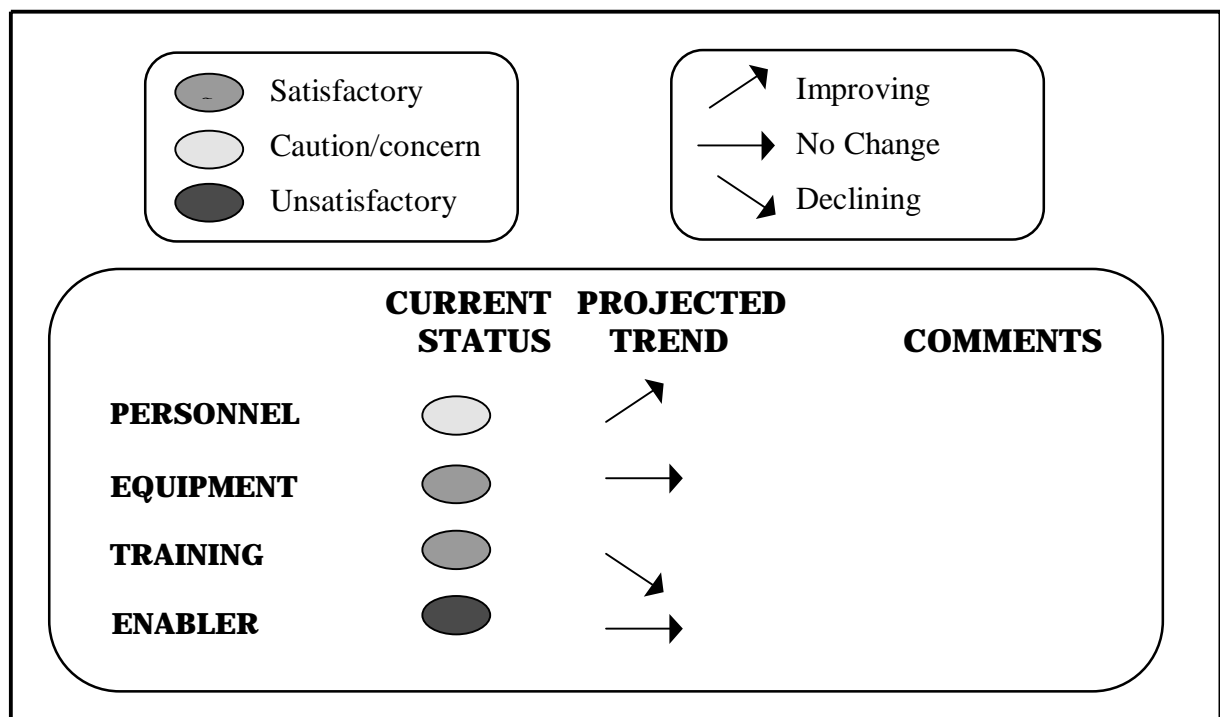 Satisfactory
Caution/concern
Unsatisfactory
Improving
No Change
Declining
CURRENT PROJECTED
STATUS TREND COMMENTS
PERSONNEL
EQUIPMENT
TRAINING
ENABLER